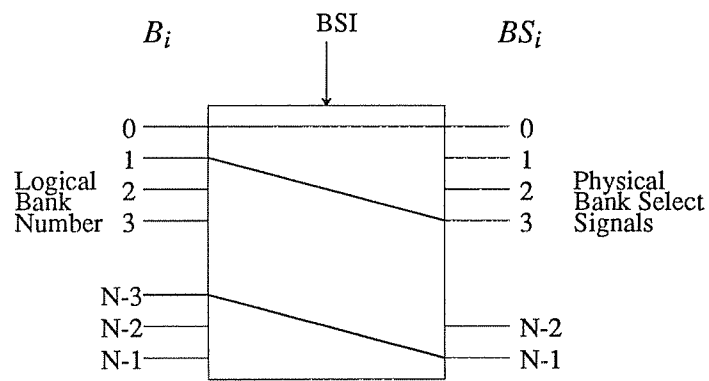 B_i BSI BS_i
0 0
1 1
Logical Bank Number
2 2
3 3
Physical Bank Select Signals
N-3
N-2 N-2
N-1 N-1